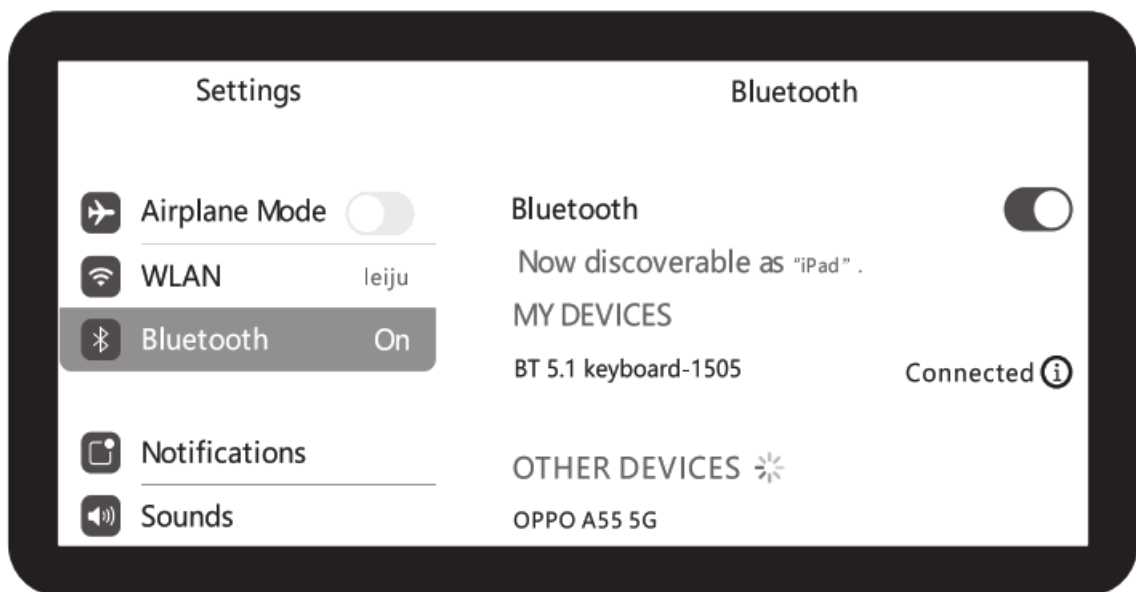 Settings
Airplane Mode
WLAN leiju
Bluetooth On
Notifications
Sounds
Bluetooth
Bluetooth
Now discoverable as "iPad" .
MY DEVICES
BT 5.1 keyboard-1505 Connected i
OTHER DEVICES
OPPO A55 5G